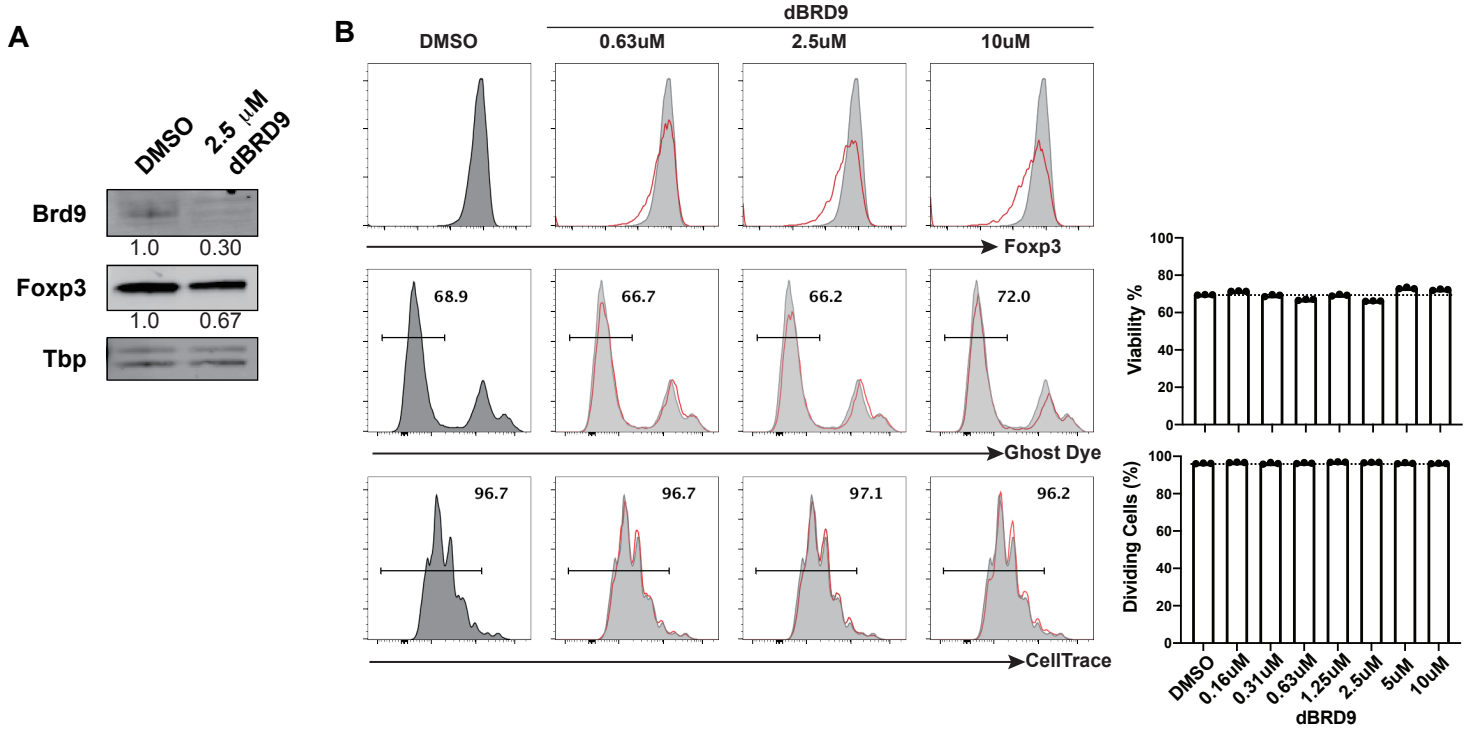 A
DMSO
2.5 μM
dBRD9
Brd9
1.0 0.30
Foxp3
1.0 0.67
Tbp
B
dBRD9
DMSO 0.63uM 2.5uM 10uM
Foxp3
68.9 66.7 66.2 72.0
Ghost Dye
96.7 96.7 97.1 96.2
CellTrace
Viability %
100
80
60
40
20
0
Dividing Cells (%)
100
80
60
40
20
0
DMSO 0.16uM 0.31uM 0.63uM 1.25uM 2.5uM 5uM 10uM
dBRD9